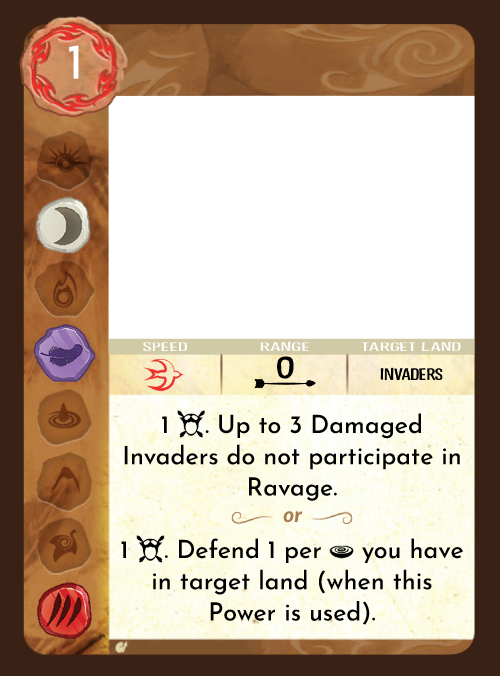 1
SPEED RANGE TARGET LAND
0 INVADERS
1 . Up to 3 Damaged
Invaders do not participate in
Ravage.
or
1 . Defend 1 per you have
in target land (when this
Power is used).